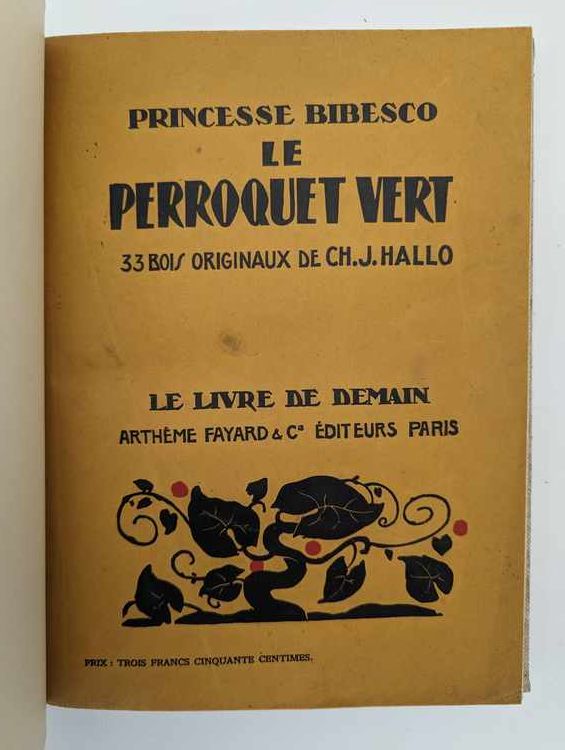 PRINCESSE BIBESCO
LE
PERROQUET VERT
33 BOIS ORIGINAUX DE CH. J. HALLO
LE LIVRE DE DEMAIN
ARTHÈME FAYARD & Cᵉ ÉDITEURS PARIS
PRIX : TROIS FRANCS CINQUANTE CENTIMES.